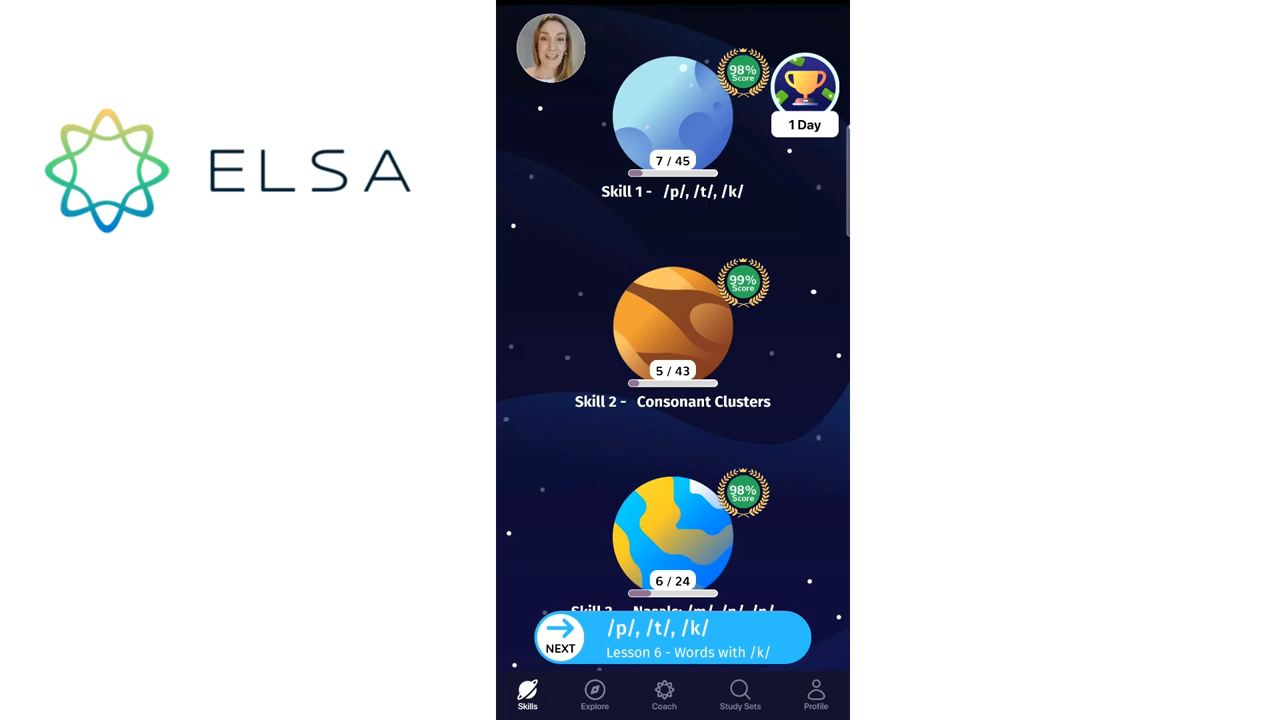 ELSA
98%
Score
1 Day
7 / 45
Skill 1 - /p/, /t/, /k/
99%
Score
5 / 43
Skill 2 - Consonant Clusters
98%
Score
6 / 24
/p/, /t/, /k/
NEXT
Lesson 6 - Words with /k/
Skills
Explore
Coach
Study Sets
Profile